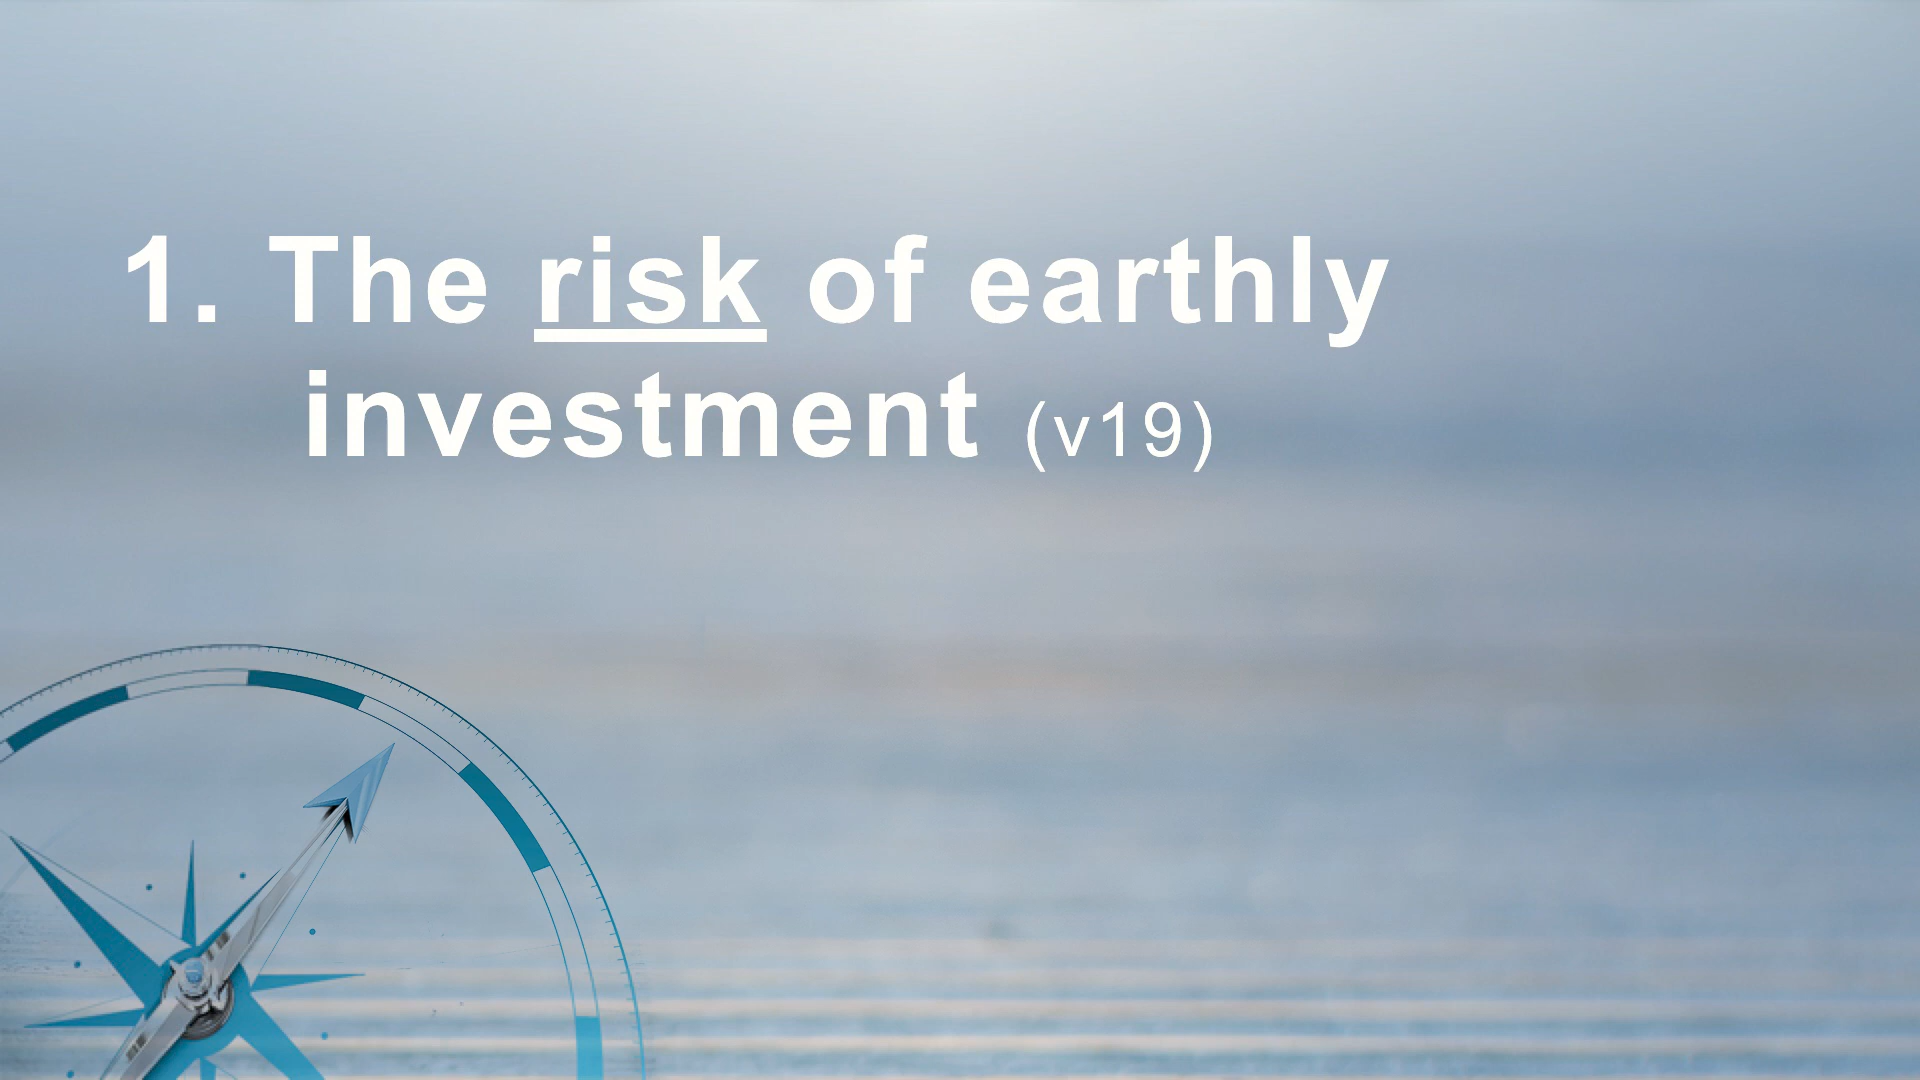 1. The risk of earthly
investment (v19)